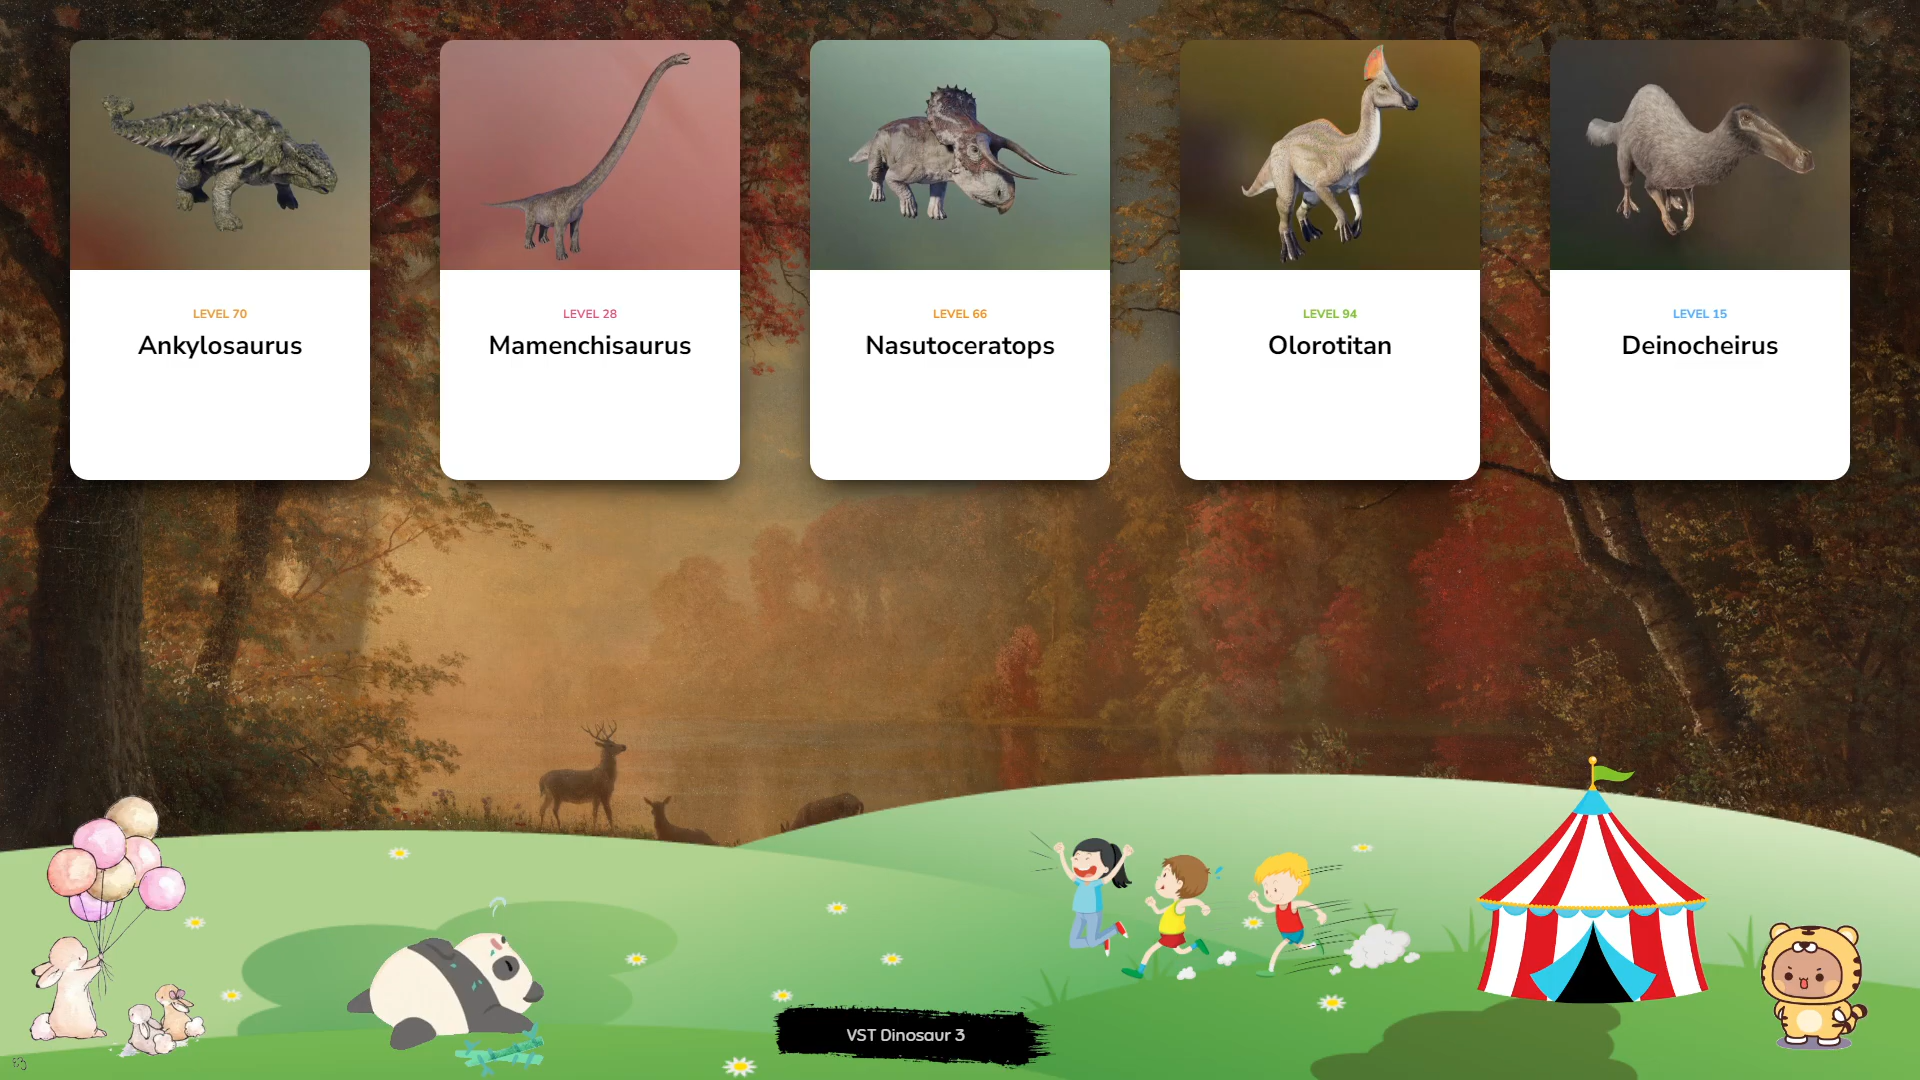 LEVEL 70
Ankylosaurus
LEVEL 28
Mamenchisaurus
LEVEL 66
Nasutoceratops
LEVEL 94
Olorotitan
LEVEL 15
Deinocheirus
VST Dinosaur 3